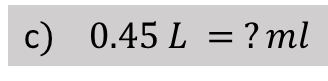 c) 0.45 L = ? ml